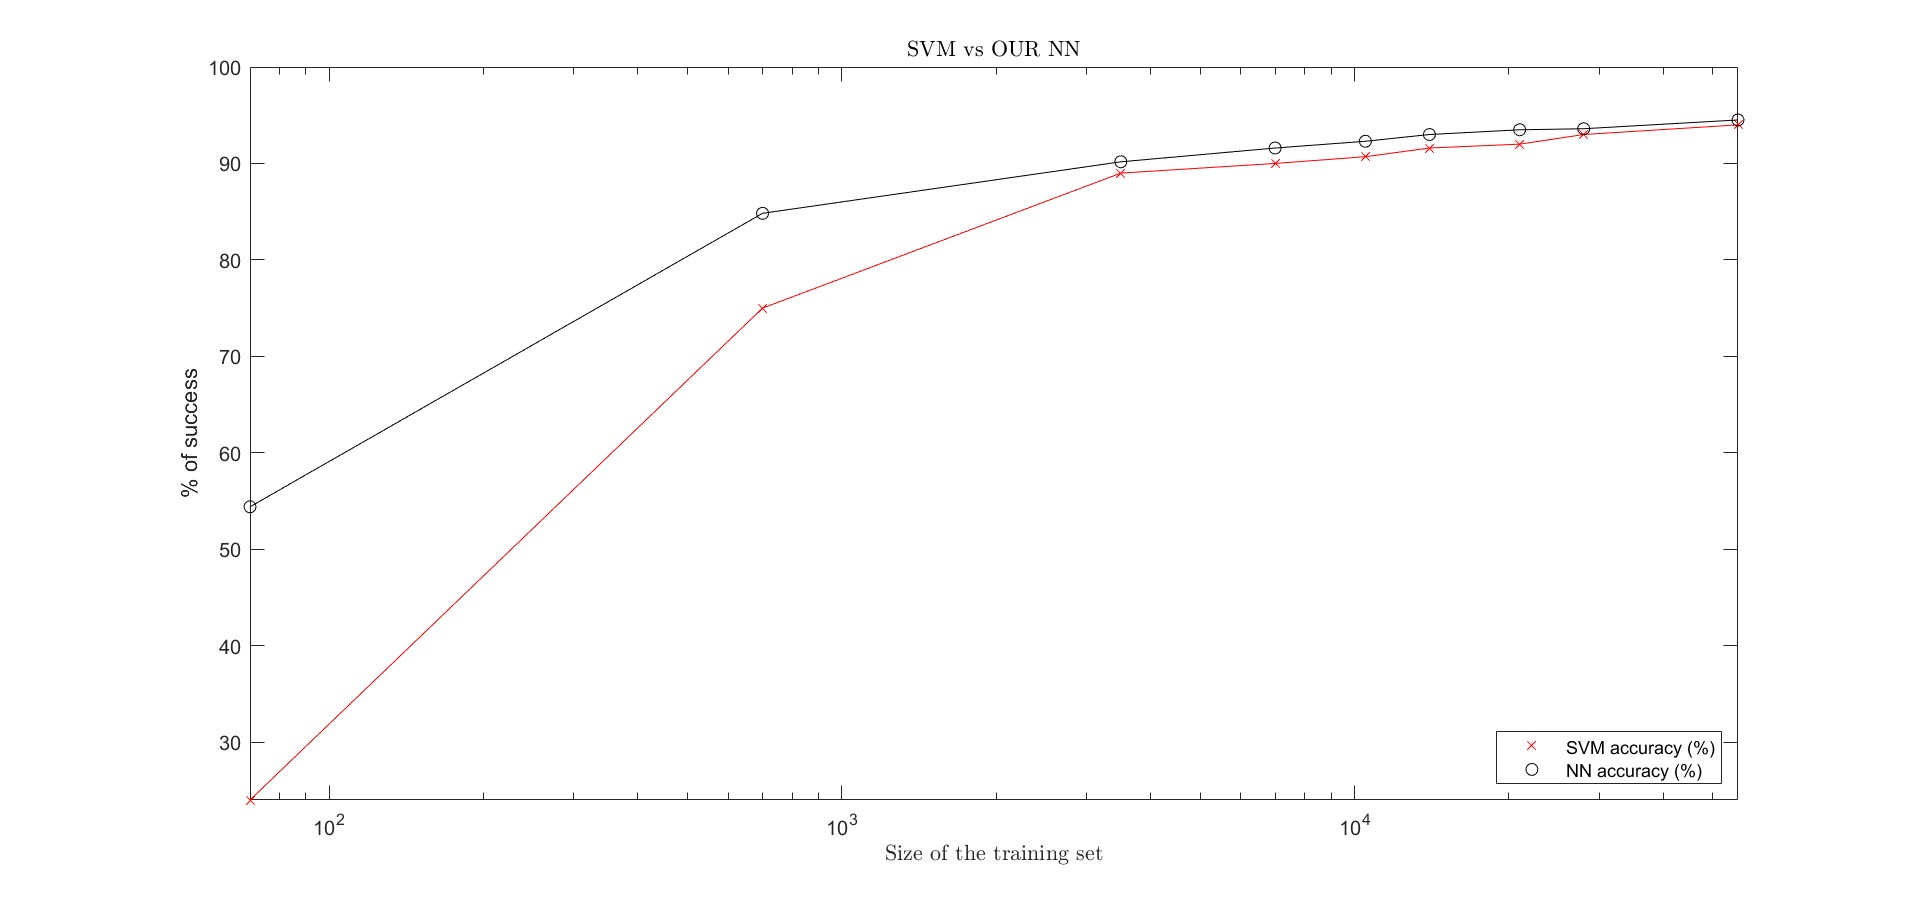 SVM vs OUR NN
100
90
80
70
60
50
40
30
% of success
10^2
10^3
10^4
Size of the training set
SVM accuracy (%)
NN accuracy (%)